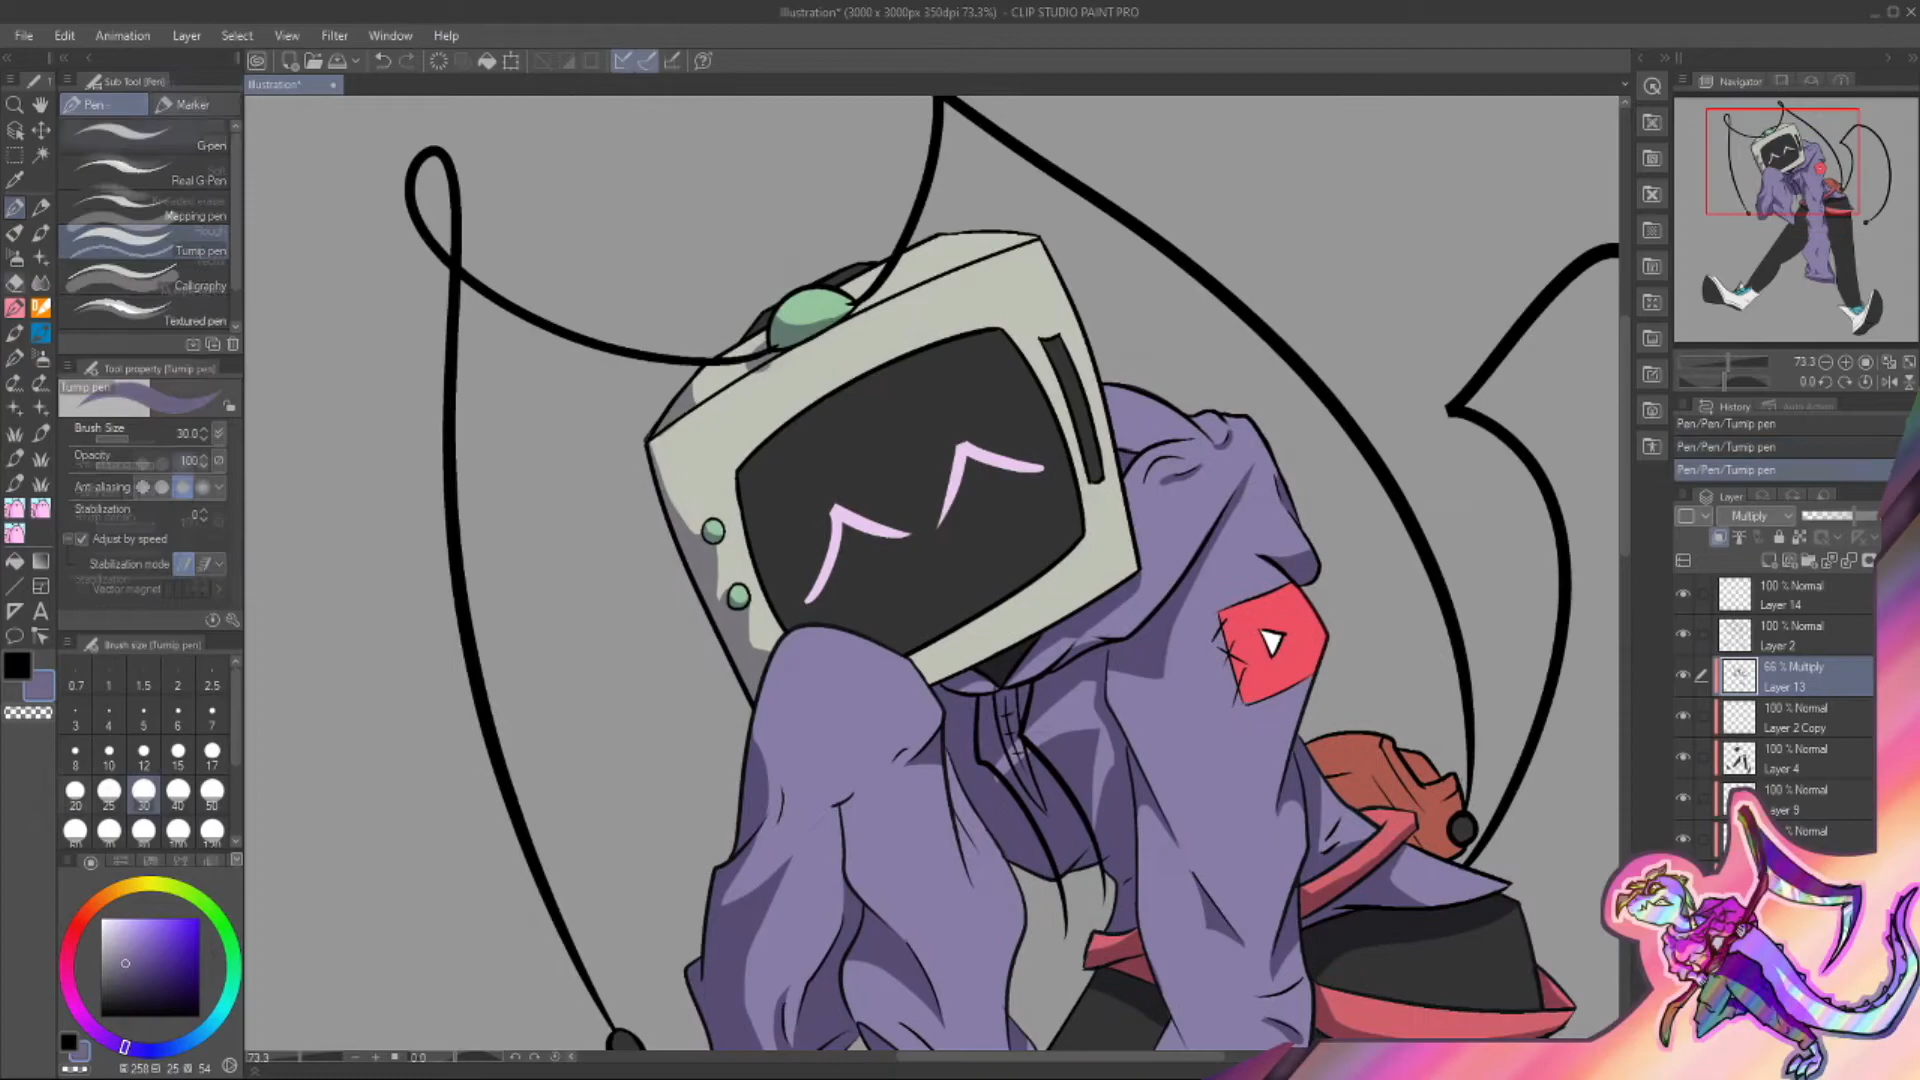 Illustration* (3000 x 3000px 350dpi 73.3%) - CLIP STUDIO PAINT PRO
File Edit Animation Layer Select View Filter Window Help
Sub Tool [Pen]
Illustration*
Navigator
Pen
Marker
G-pen
Real G-Pen
Mapping pen
Turnip pen
Calligraphy
Textured pen
Tool property [Turnip pen]
Turnip pen
Brush Size 30.0
Opacity 100
Anti-aliasing
Stabilization 0
Adjust by speed
Stabilization mode
Vector magnet
Brush size [Turnip pen]
0.7 1 1.5 2 2.5
3 4 5 6 7
8 10 12 15 17
20 25 30 40 50
258 25 54
73.3 0.0
73.3
0.0
History Auto Action
Pen/Pen/Turnip pen
Pen/Pen/Turnip pen
Pen/Pen/Turnip pen
Layer
Multiply
100 % Normal
Layer 14
100 % Normal
Layer 2
66 % Multiply
Layer 13
100 % Normal
Layer 2 Copy
100 % Normal
Layer 4
100 % Normal
ayer 9
% Normal